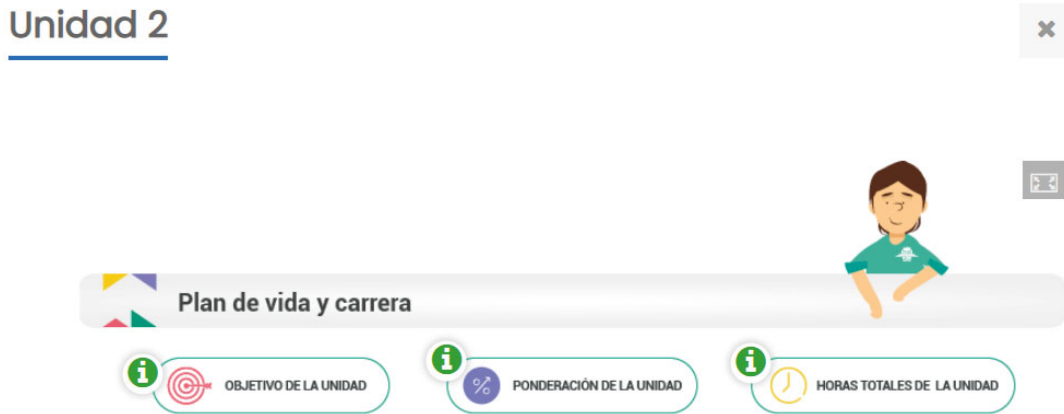 Unidad 2
Plan de vida y carrera
OBJETIVO DE LA UNIDAD
PONDERACIÓN DE LA UNIDAD
HORAS TOTALES DE LA UNIDAD